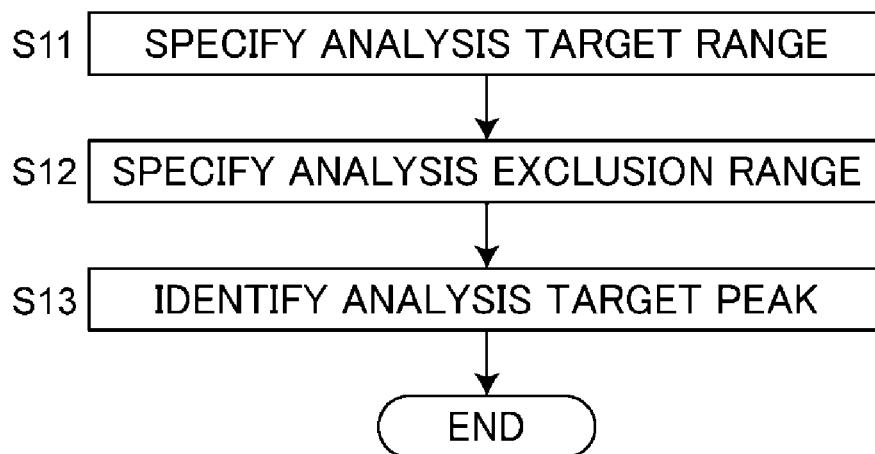 S11 SPECIFY ANALYSIS TARGET RANGE
S12 SPECIFY ANALYSIS EXCLUSION RANGE
S13 IDENTIFY ANALYSIS TARGET PEAK
END